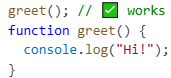 greet(); // ✅ works
function greet() {
  console.log("Hi!");
}